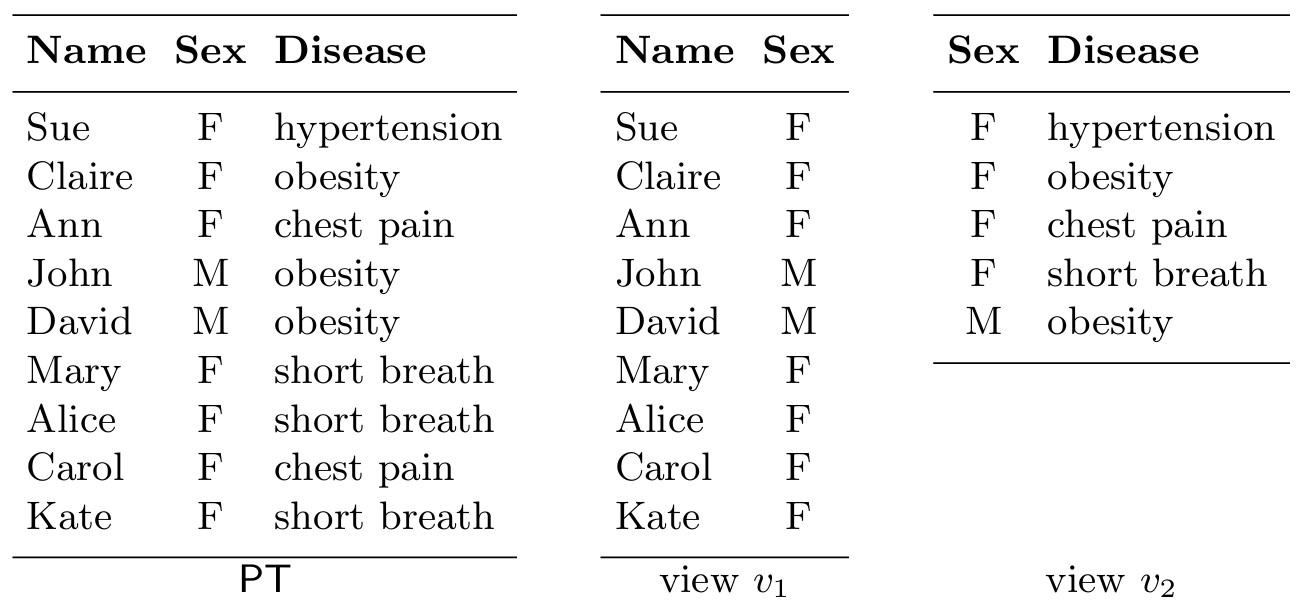 Name Sex Disease Name Sex Sex Disease
Sue F hypertension Sue F F hypertension
Claire F obesity Claire F F obesity
Ann F chest pain Ann F F chest pain
John M obesity John M F short breath
David M obesity David M M obesity
Mary F short breath Mary F
Alice F short breath Alice F
Carol F chest pain Carol F
Kate F short breath Kate F
PT view v₁ view v₂